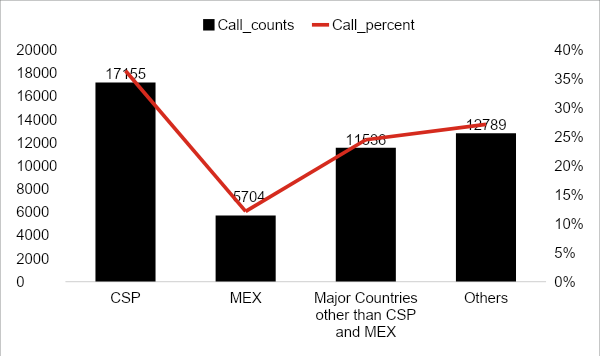 Call_counts Call_percent
20000 40%
18000 17155 35%
16000 30%
14000 12789
12000 11536 25%
10000 20%
8000 5704 15%
6000 10%
4000 5%
2000
0 0%
CSP MEX Major Countries Others
other than CSP
and MEX